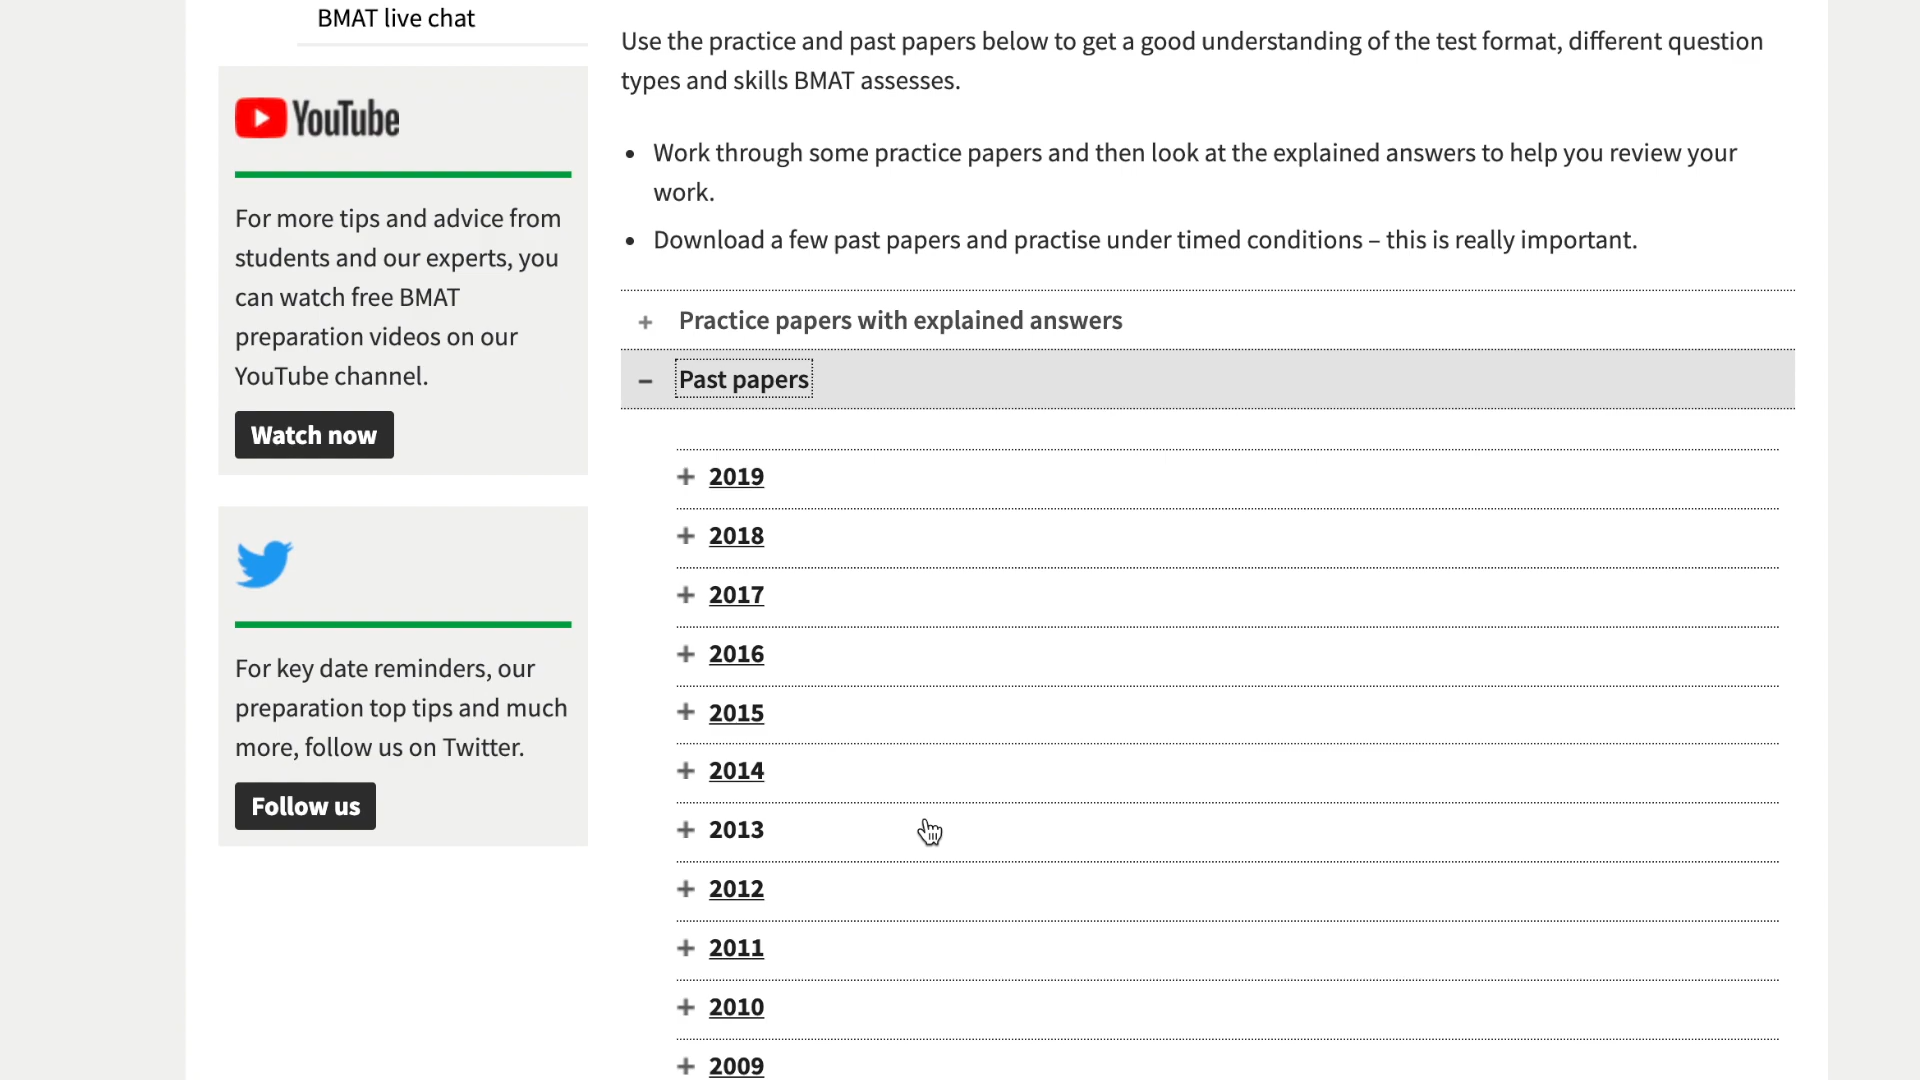 BMAT live chat
YouTube
For more tips and advice from
students and our experts, you
can watch free BMAT
preparation videos on our
YouTube channel.
Watch now
For key date reminders, our
preparation top tips and much
more, follow us on Twitter.
Follow us
Use the practice and past papers below to get a good understanding of the test format, different question
types and skills BMAT assesses.
• Work through some practice papers and then look at the explained answers to help you review your
work.
• Download a few past papers and practise under timed conditions – this is really important.
+ Practice papers with explained answers
– Past papers
+ 2019
+ 2018
+ 2017
+ 2016
+ 2015
+ 2014
+ 2013
+ 2012
+ 2011
+ 2010
+ 2009